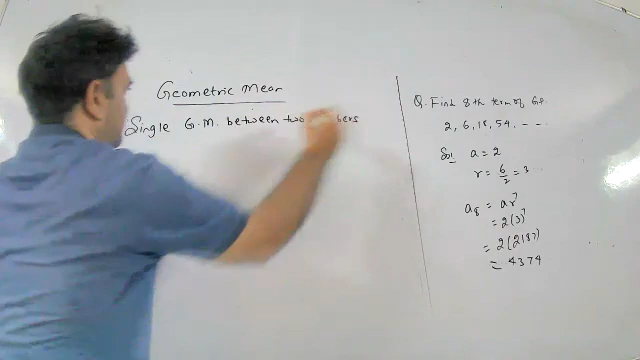 Geometric Mean
Single G.M. between two
Q. Find 8th term of G.P.
2, 6, 18, 54, - - -
Sol a = 2
r = 6/2 = 3
a₈ = ar⁷
= 2(3)⁷
= 2(2187)
= 4374